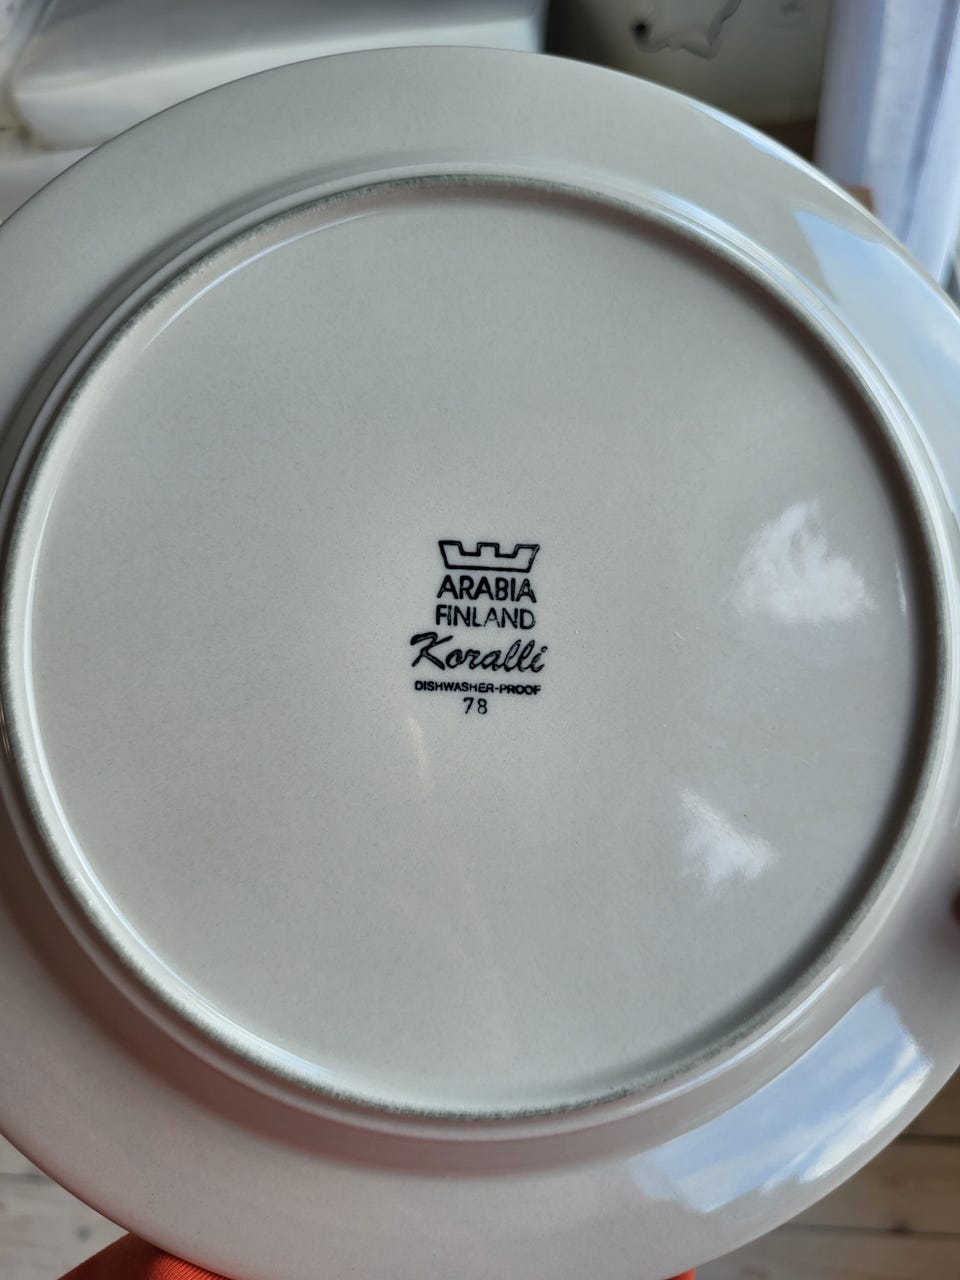 ARABIA
FINLAND
Koralli
DISHWASHER-PROOF
78